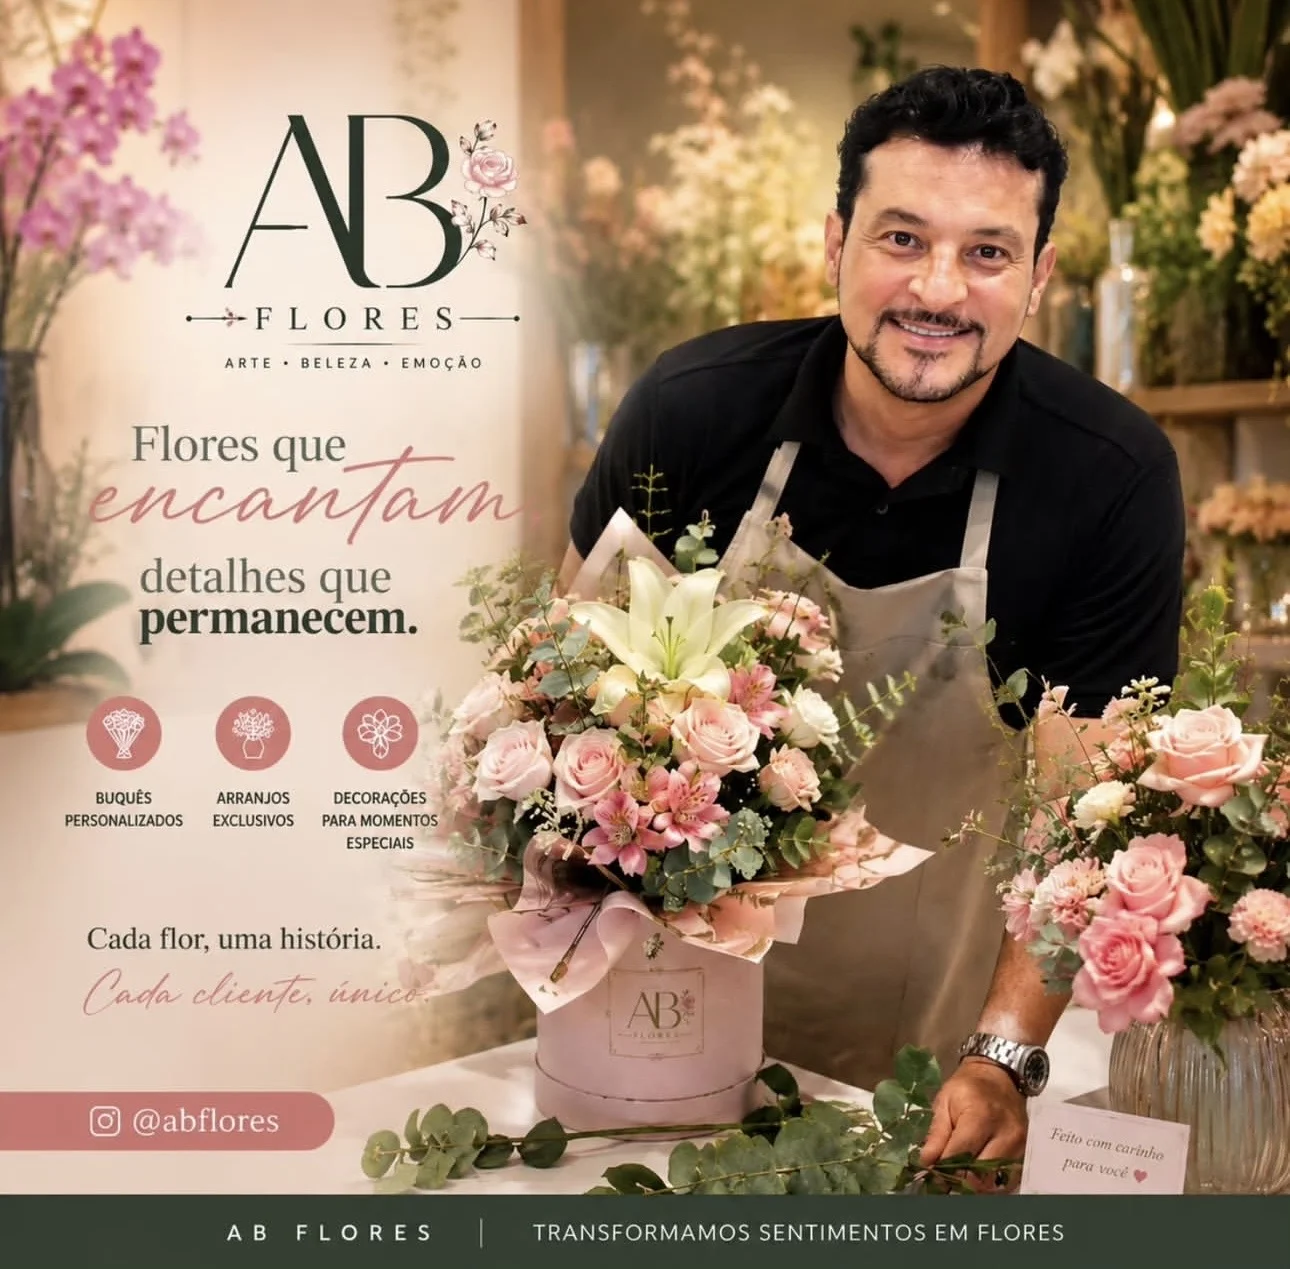 AB
FLORES
ARTE • BELEZA • EMOÇÃO
Flores que
encantam,
detalhes que
permanecem.
BUQUÊS
PERSONALIZADOS
ARRANJOS
EXCLUSIVOS
DECORAÇÕES
PARA MOMENTOS
ESPECIAIS
Cada flor, uma história.
Cada cliente, único.
@abflores
AB
FLORES
Feito com carinho
para você ♥
AB FLORES | TRANSFORMAMOS SENTIMENTOS EM FLORES